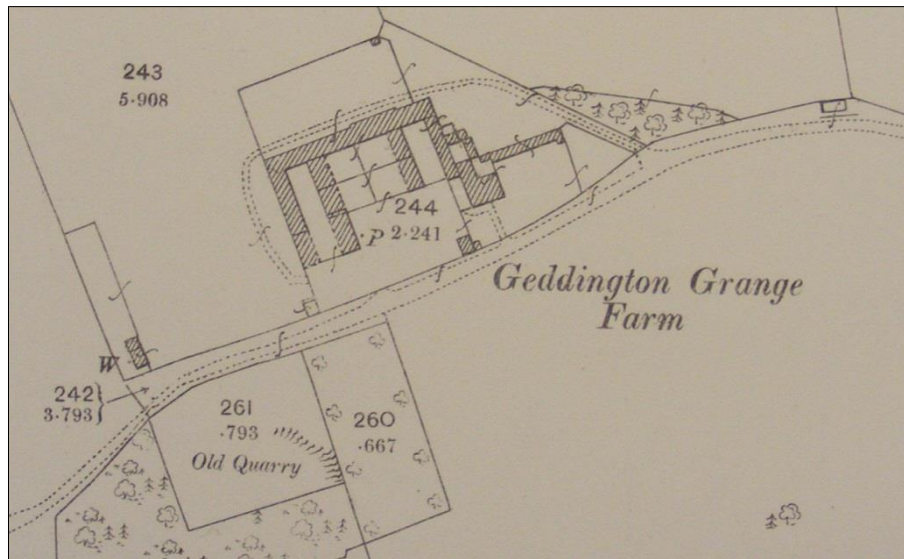 243
5·908
244
·P 2·241
Geddington Grange
Farm
W
242
3·793
261
·793
Old Quarry
260
·667